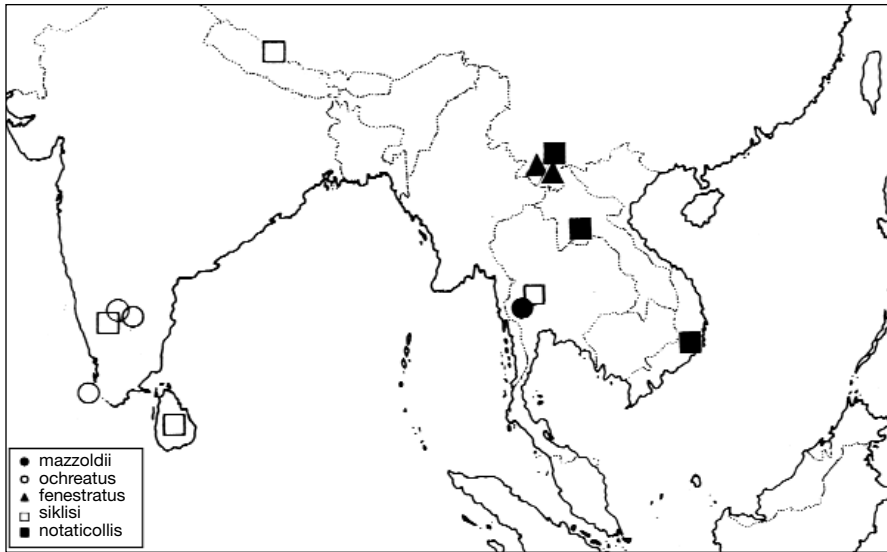 mazzoldii
ochreatus
fenestratus
siklisi
notaticollis